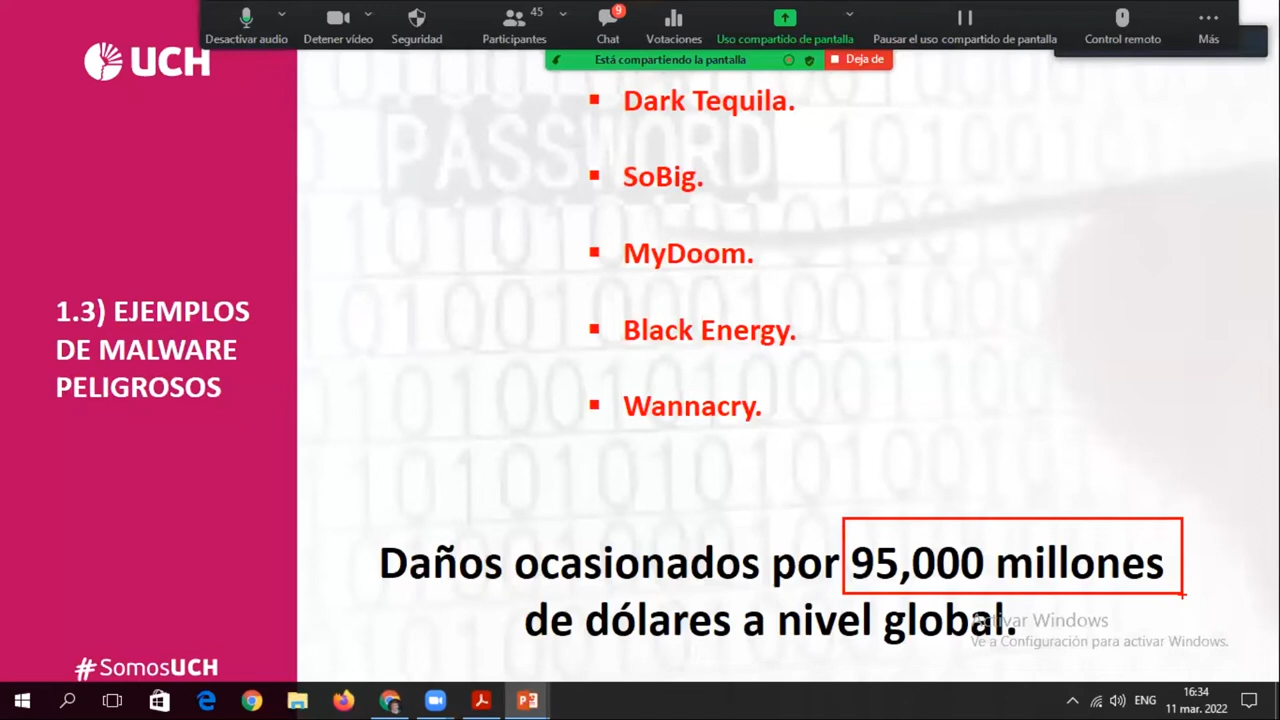 Desactivar audio
Detener vídeo
Seguridad
45
Participantes
9
Chat
Votaciones
Uso compartido de pantalla
Pausar el uso compartido de pantalla
Control remoto
Más
Está compartiendo la pantalla
Deja de
UCH
PASSWORD
Dark Tequila.
SoBig.
MyDoom.
Black Energy.
Wannacry.
1.3) EJEMPLOS
DE MALWARE
PELIGROSOS
Daños ocasionados por 95,000 millones
de dólares a nivel global.
Activar Windows
Ve a Configuración para activar Windows.
#SomosUCH
ENG
16:34
11 mar. 2022